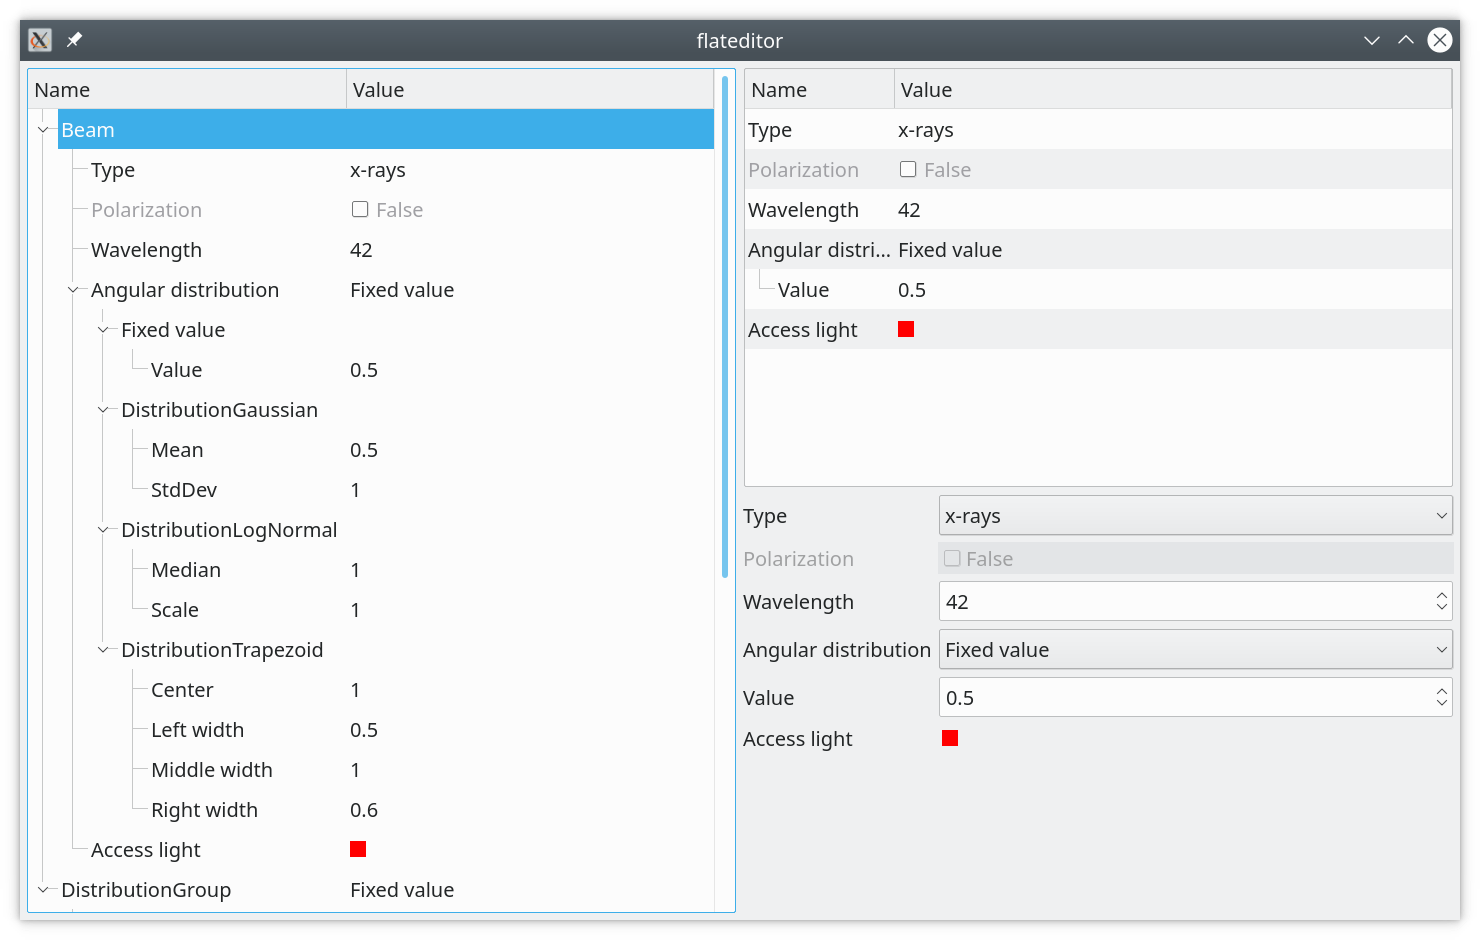 flateditor
Name Value
Beam
Type x-rays
Polarization False
Wavelength 42
Angular distribution Fixed value
Fixed value
Value 0.5
DistributionGaussian
Mean 0.5
StdDev 1
DistributionLogNormal
Median 1
Scale 1
DistributionTrapezoid
Center 1
Left width 0.5
Middle width 1
Right width 0.6
Access light
DistributionGroup Fixed value
Name Value
Type x-rays
Polarization False
Wavelength 42
Angular distri... Fixed value
Value 0.5
Access light
Type x-rays
Polarization False
Wavelength 42
Angular distribution Fixed value
Value 0.5
Access light